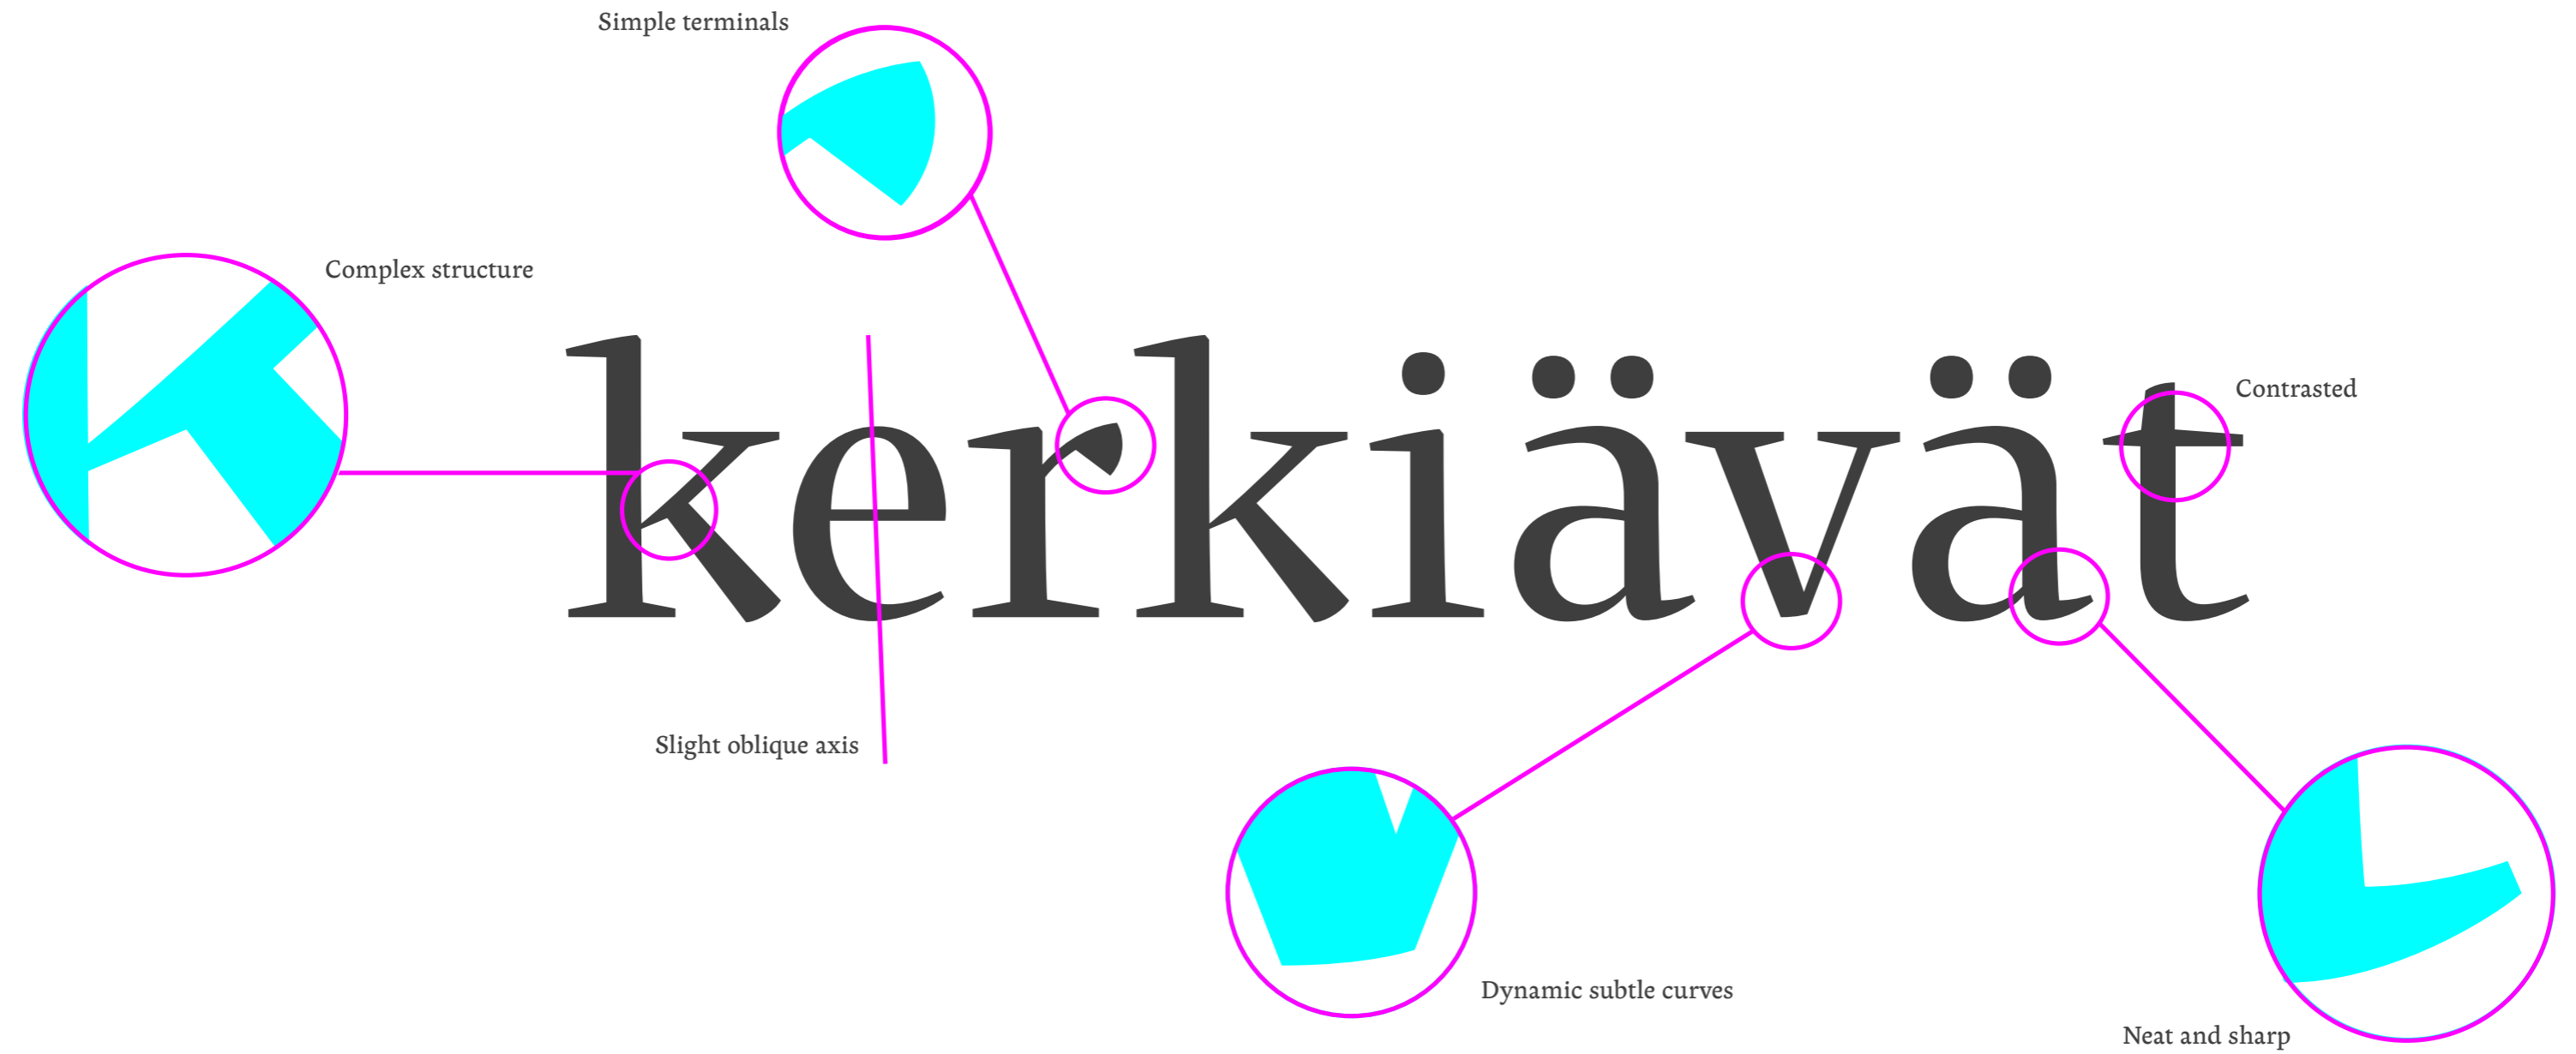 Simple terminals
Complex structure
kerkiävät
Contrasted
Slight oblique axis
Dynamic subtle curves
Neat and sharp